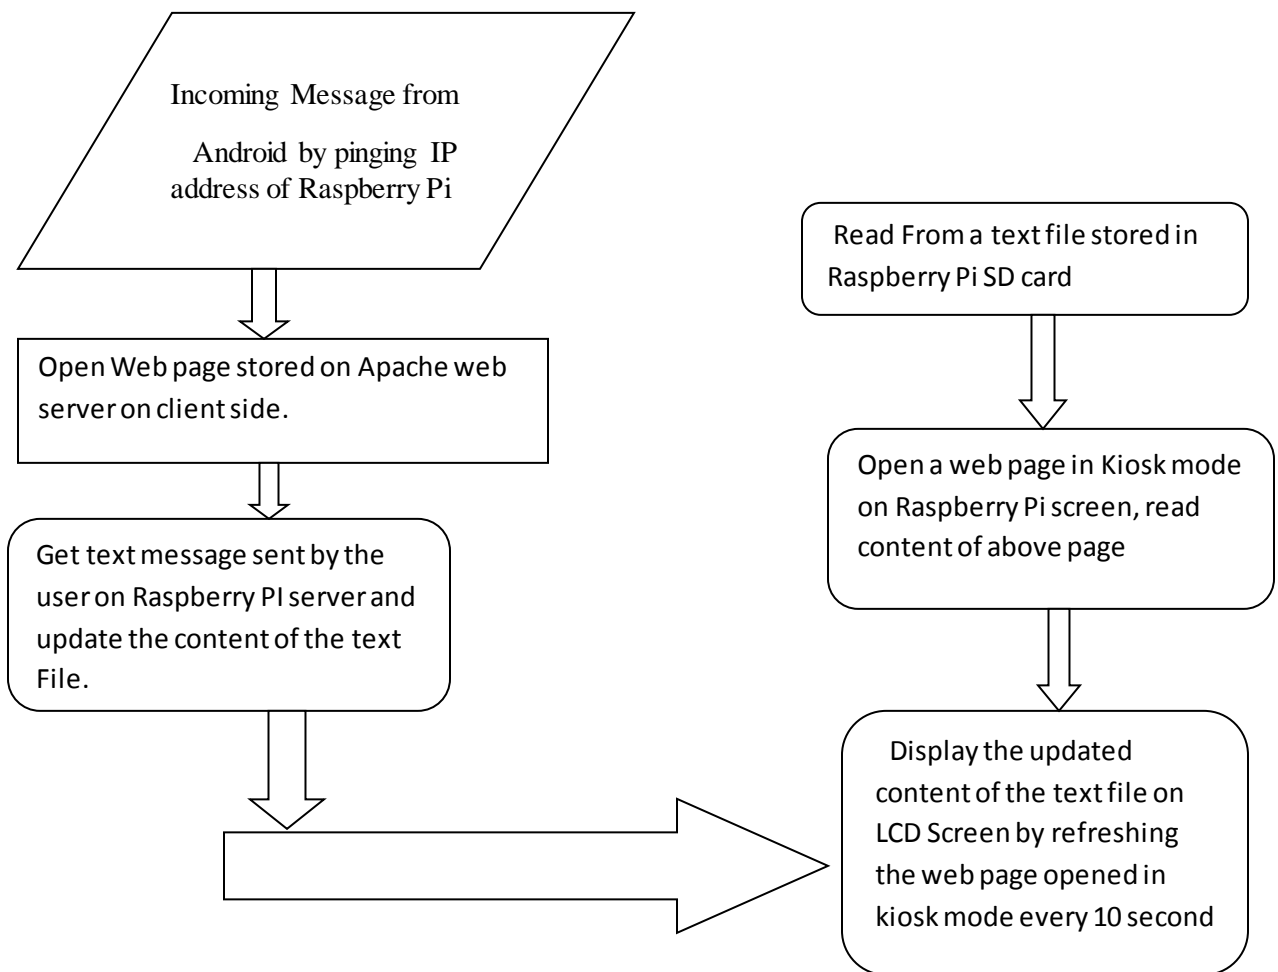 Incoming Message from
Android by pinging IP
address of Raspberry Pi
Open Web page stored on Apache web
server on client side.
Get text message sent by the
user on Raspberry PI server and
update the content of the text
File.
Read From a text file stored in
Raspberry Pi SD card
Open a web page in Kiosk mode
on Raspberry Pi screen, read
content of above page
Display the updated
content of the text file on
LCD Screen by refreshing
the web page opened in
kiosk mode every 10 second